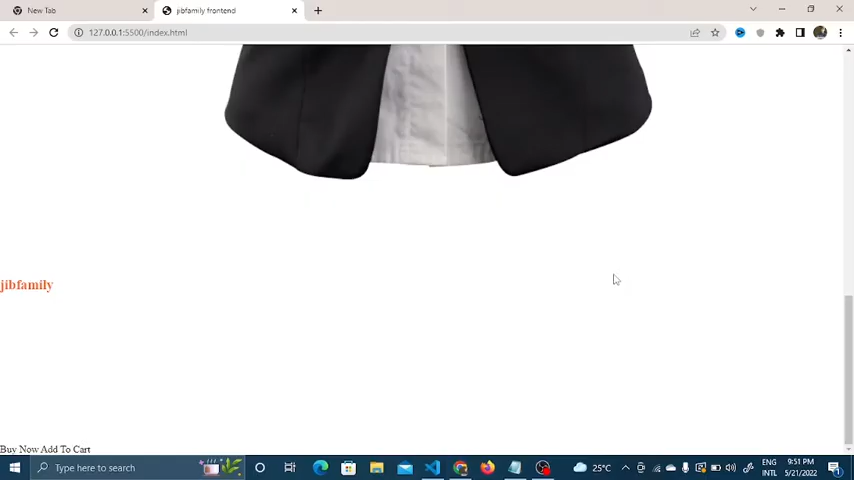 New Tab
jibfamily frontend
127.0.0.1:5500/index.html
jibfamily
Buy Now Add To Cart
Type here to search
25°C
ENG
INTL
9:51 PM
5/21/2022
1